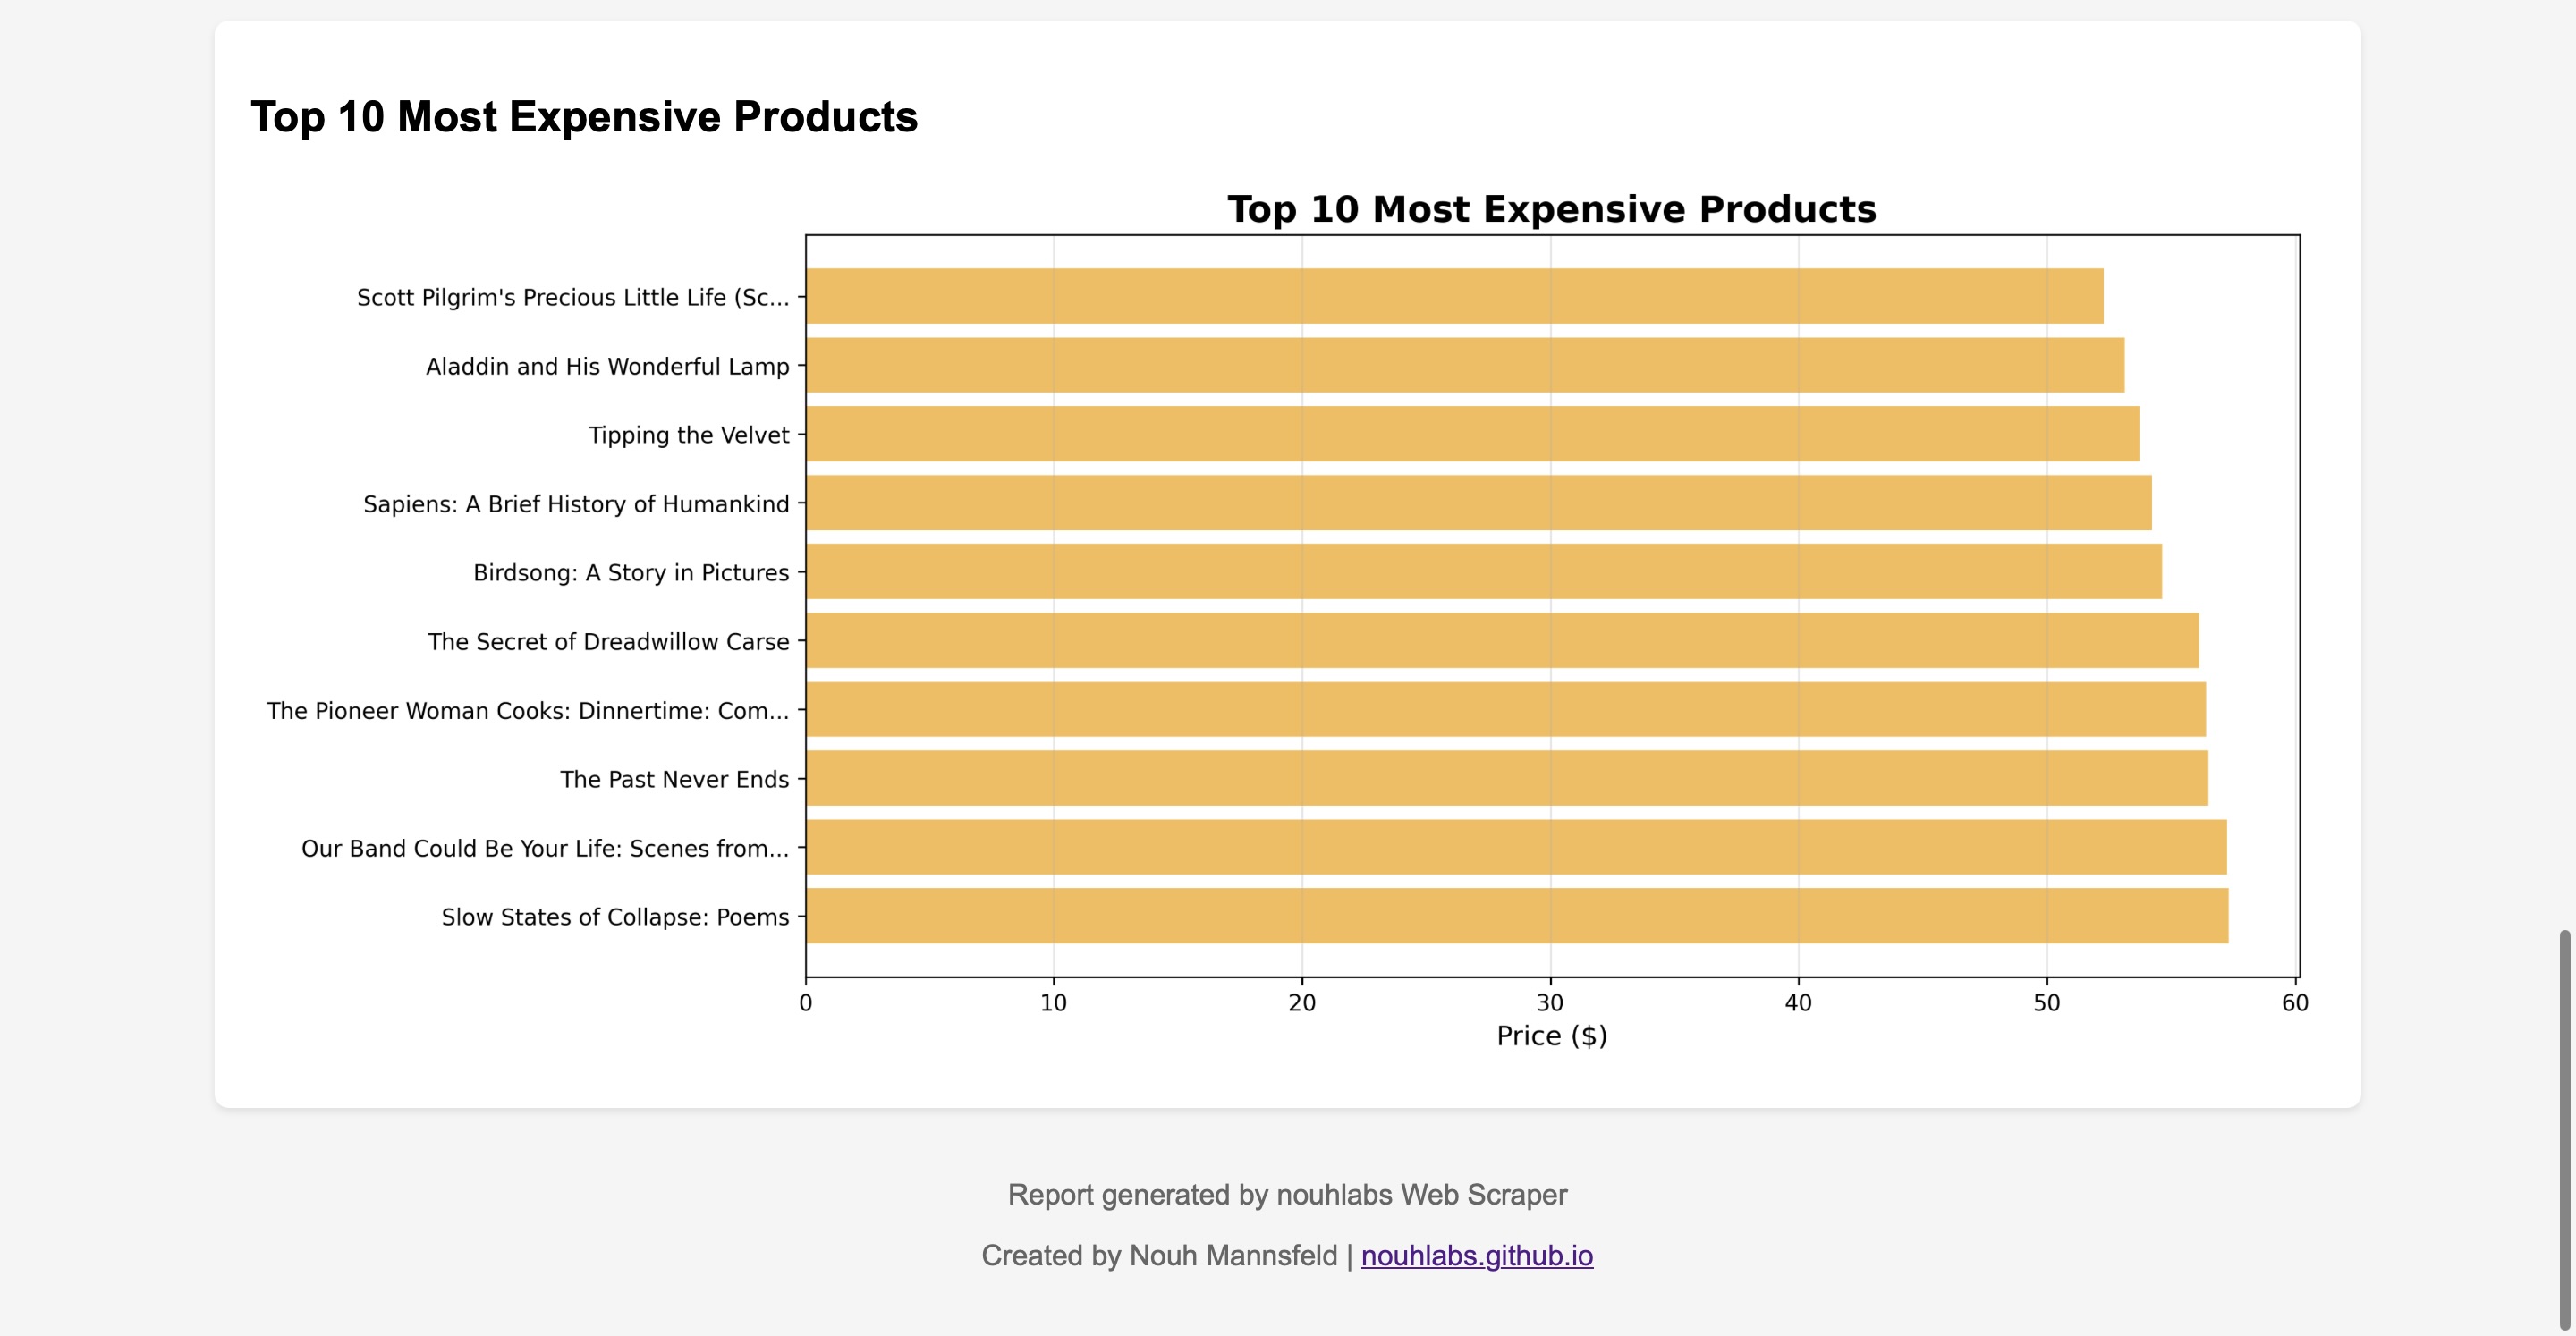 Top 10 Most Expensive Products
Top 10 Most Expensive Products
Scott Pilgrim's Precious Little Life (Sc...
Aladdin and His Wonderful Lamp
Tipping the Velvet
Sapiens: A Brief History of Humankind
Birdsong: A Story in Pictures
The Secret of Dreadwillow Carse
The Pioneer Woman Cooks: Dinnertime: Com...
The Past Never Ends
Our Band Could Be Your Life: Scenes from...
Slow States of Collapse: Poems
0 10 20 30 40 50 60
Price ($)
Report generated by nouhlabs Web Scraper
Created by Nouh Mannsfeld | nouhlabs.github.io